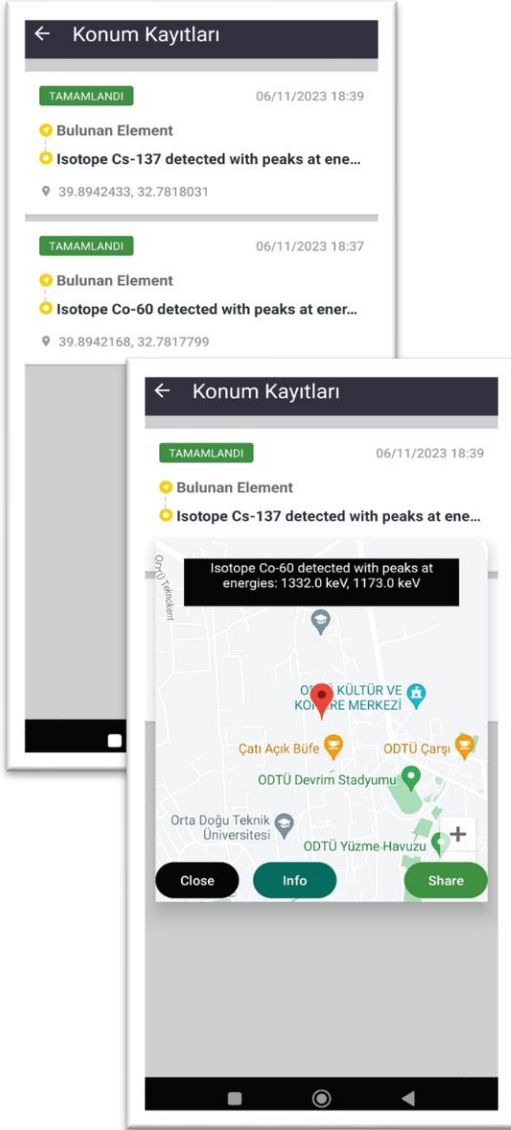 Konum Kayıtları
TAMAMLANDI 06/11/2023 18:39
Bulunan Element
Isotope Cs-137 detected with peaks at ene...
39.8942433, 32.7818031
TAMAMLANDI 06/11/2023 18:37
Bulunan Element
Isotope Co-60 detected with peaks at ener...
39.8942168, 32.7817799
Konum Kayıtları
TAMAMLANDI 06/11/2023 18:39
Bulunan Element
Isotope Cs-137 detected with peaks at ene...
Isotope Co-60 detected with peaks at
energies: 1332.0 keV, 1173.0 keV
Teknokent
KÜLTÜR VE
MERKEZİ
Çatı Açık Büfe
ODTÜ Çarşı
ODTÜ Devrim Stadyumu
Orta Doğu Teknik
Üniversitesi
ODTÜ Yüzme Havuzu
+
Close Info Share